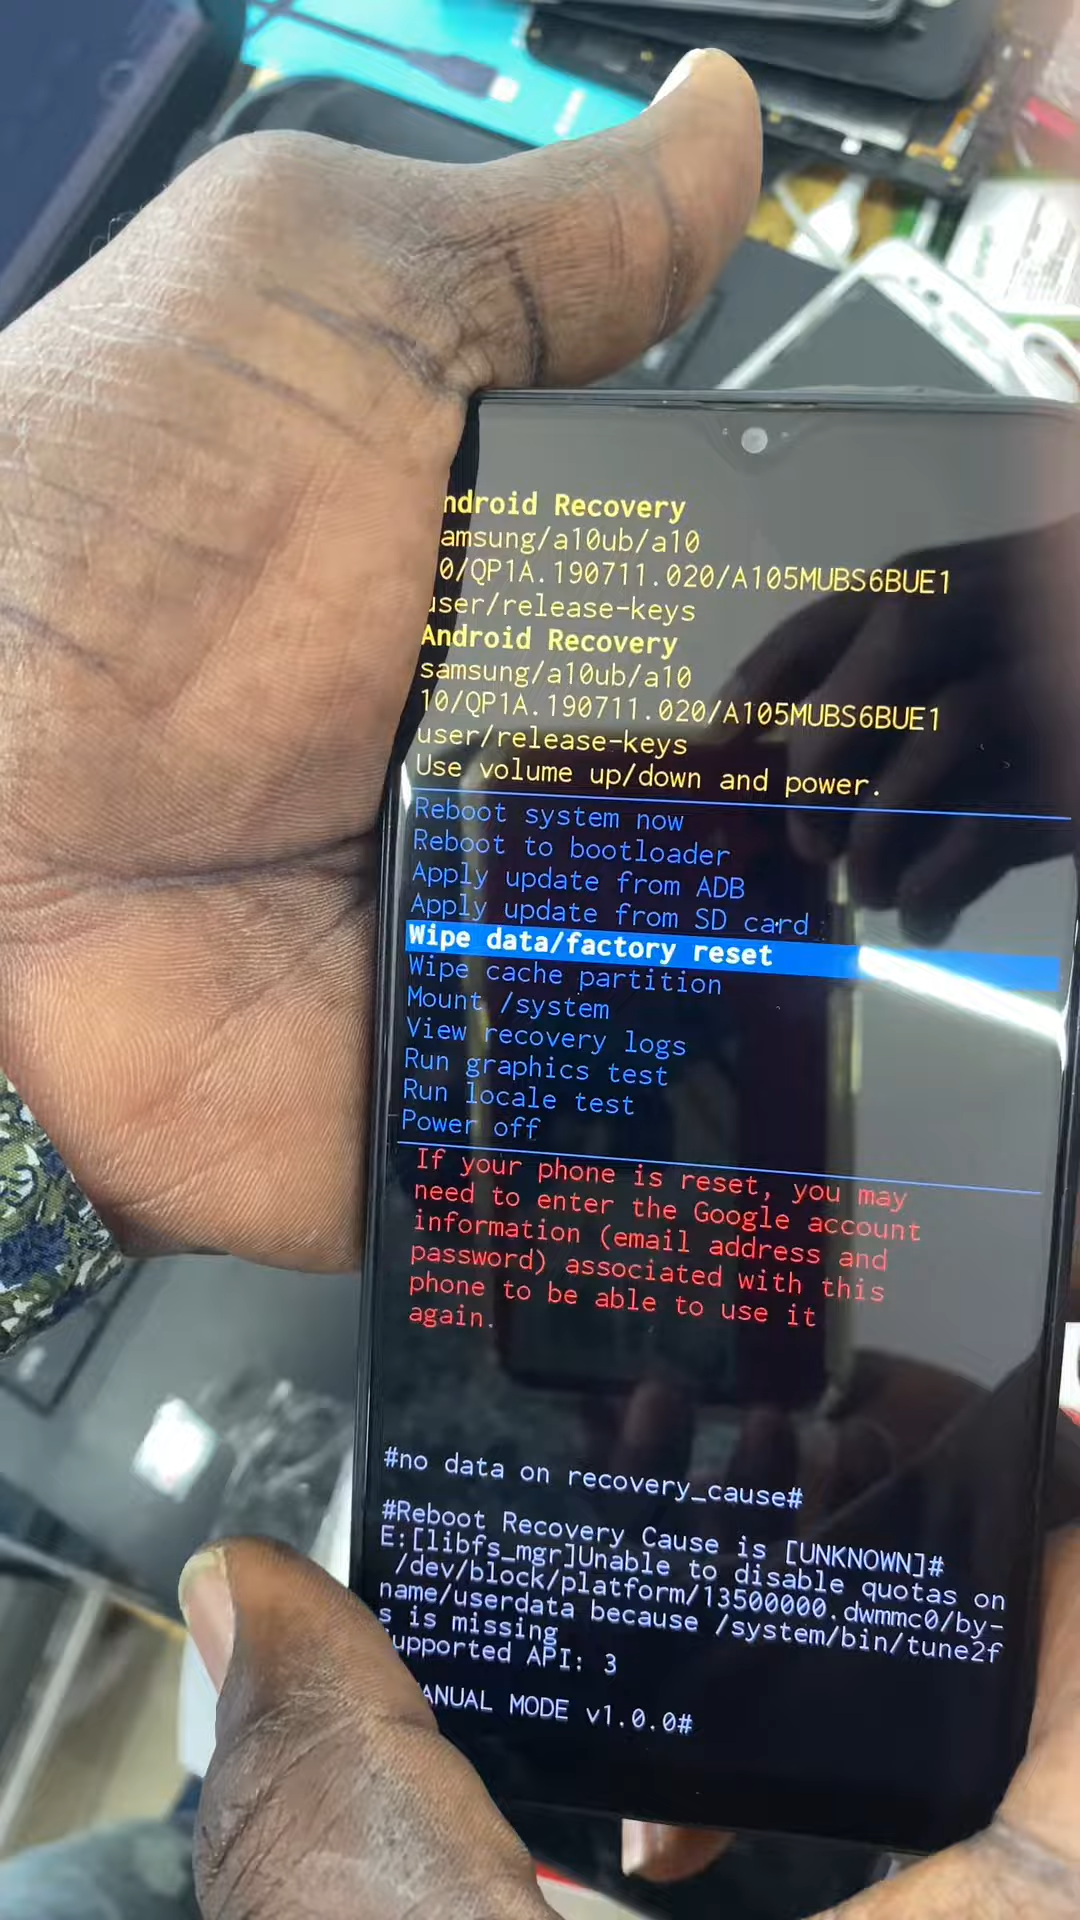 ndroid Recovery
amsung/a10ub/a10
0/QP1A.190711.020/A105MUBS6BUE1
user/release-keys
Android Recovery
samsung/a10ub/a10
10/QP1A.190711.020/A105MUBS6BUE1
user/release-keys
Use volume up/down and power.
Reboot system now
Reboot to bootloader
Apply update from ADB
Apply update from SD card
Wipe data/factory reset
Wipe cache partition
Mount /system
View recovery logs
Run graphics test
Run locale test
Power off
If your phone is reset, you may
need to enter the Google account
information (email address and
password) associated with this
phone to be able to use it
again.
#no data on recovery_cause#
#Reboot Recovery Cause is [UNKNOWN]#
E:[libfs_mgr]Unable to disable quotas on
/dev/block/platform/13500000.dwmmc0/by-
name/userdata because /system/bin/tune2f
s is missing
upported API: 3
ANUAL MODE v1.0.0#